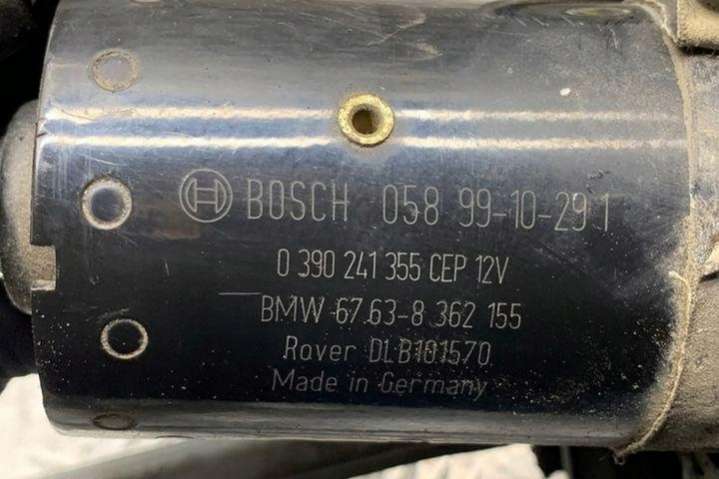 BOSCH 058 99-10-29 1
0 390 241 355 CEP 12V
BMW 67.63-8 362 155
Rover DLB101570
Made in Germany